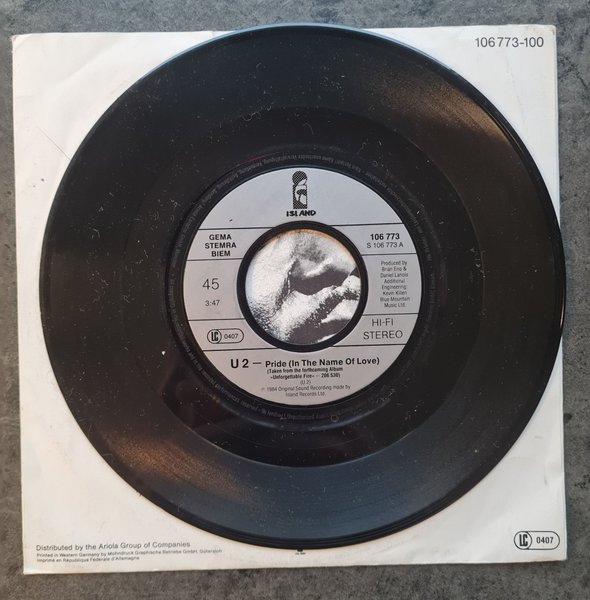 106 773-100
ISLAND
GEMA
STEMRA
BIEM
106 773
S 106 773 A
45
3:47
Produced by
Brian Eno &
Daniel Lanois
Additional
Engineering:
Kevin Killen
Blue Mountain
Music Ltd.
LC 0407
HI-FI
STEREO
U 2 — Pride (In The Name Of Love)
(Taken from the forthcoming Album
»Unforgettable Fire« – 206 530)
(U 2)
℗ 1984 Original Sound Recording made by
Island Records Ltd.
Distributed by the Ariola Group of Companies
Printed in Western Germany by Mohndruck Graphische Betriebe GmbH, Gütersloh
Imprimé en République Fédérale d'Allemagne
LC 0407